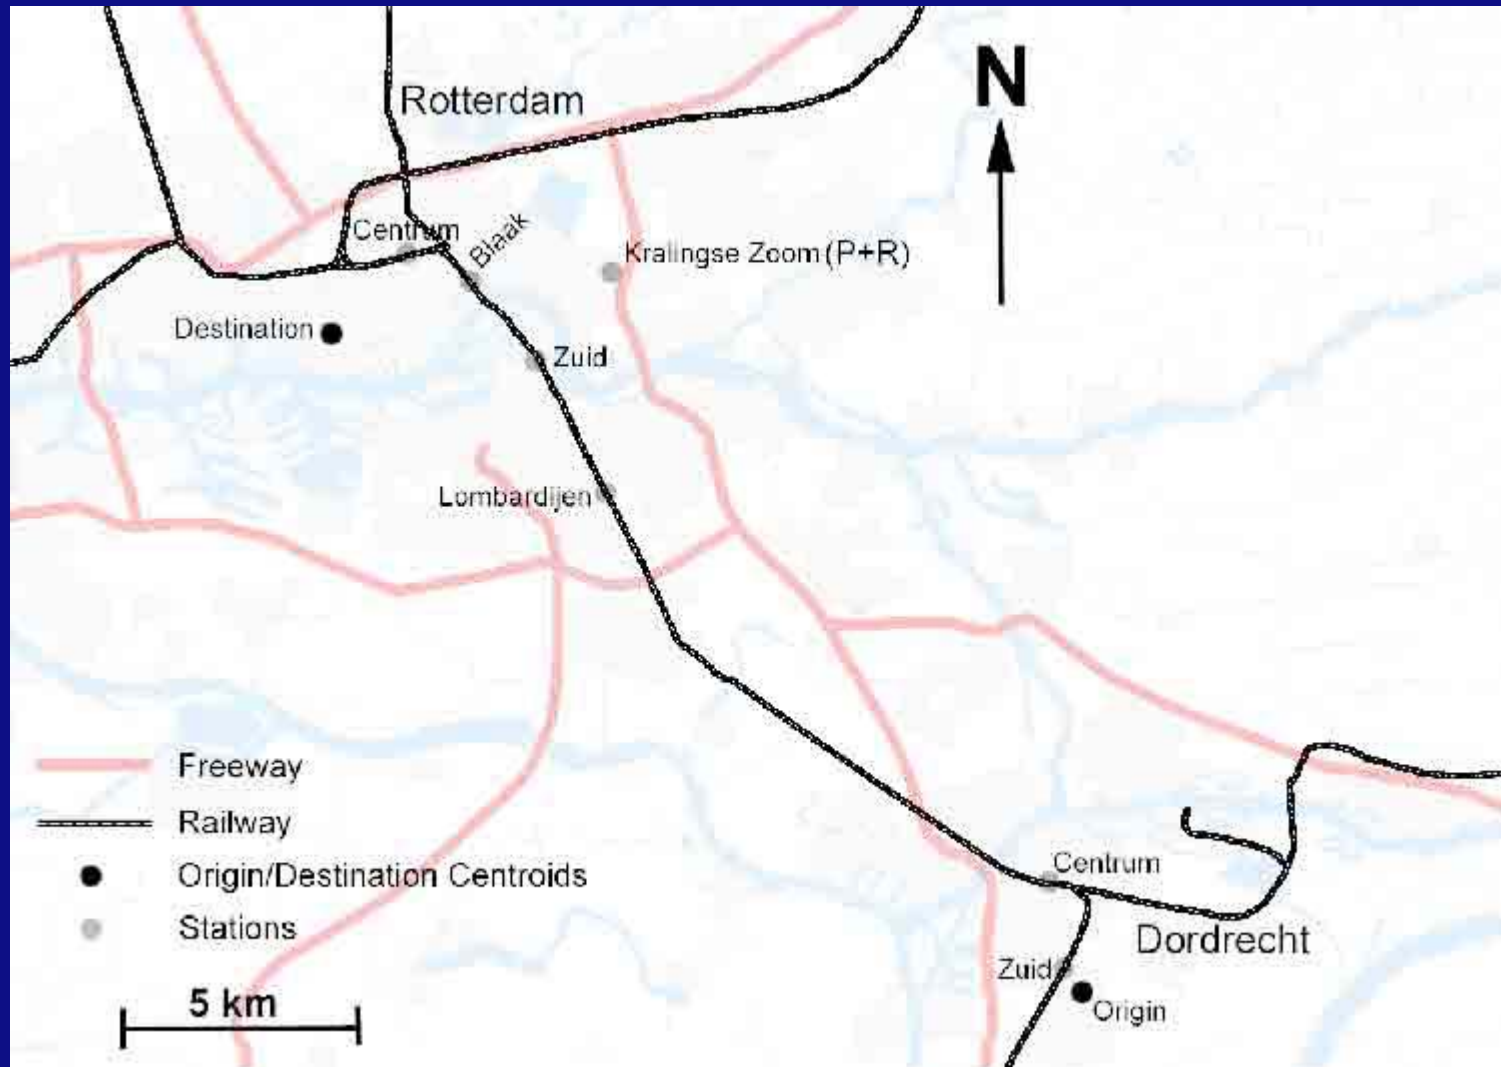 N
Rotterdam
Centrum
Blaak
Kralingse Zoom (P+R)
Destination
Zuid
Lombardijen
Freeway
Railway
Origin/Destination Centroids
Stations
5 km
Centrum
Dordrecht
Zuid
Origin